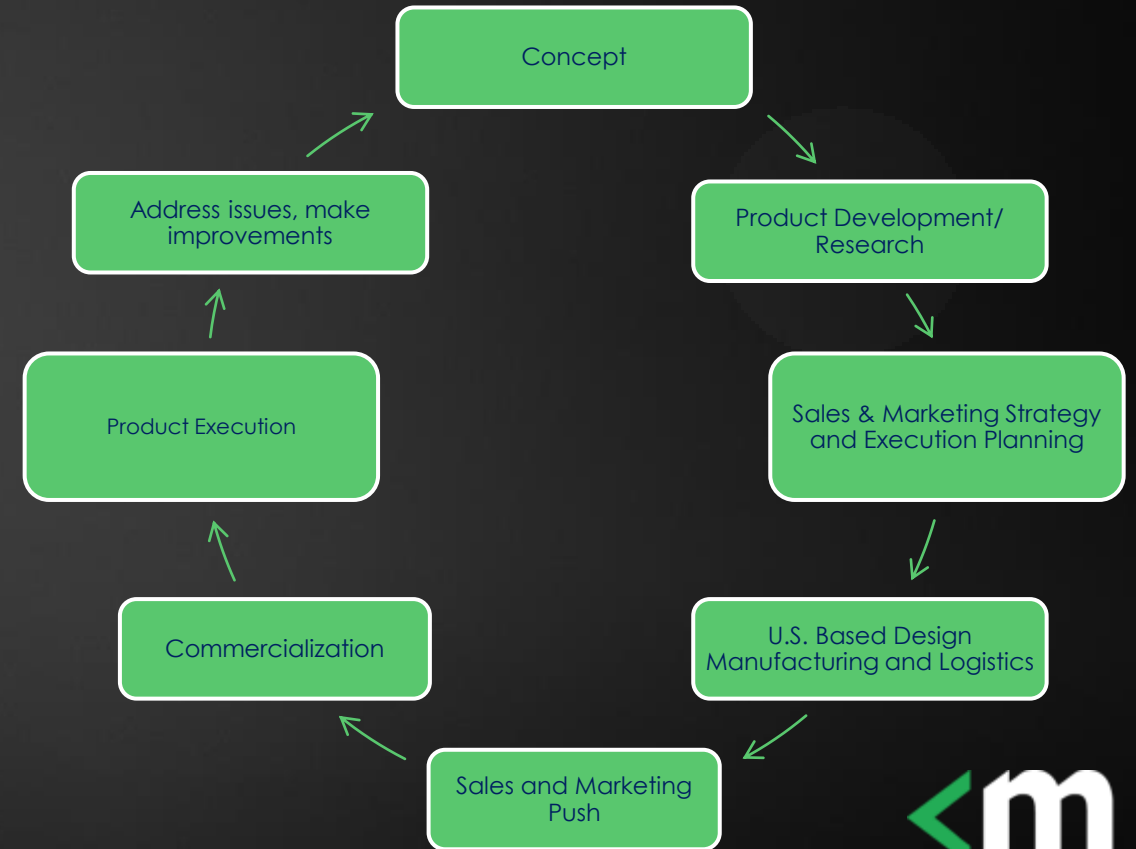 Concept
Product Development/
Research
Sales & Marketing Strategy
and Execution Planning
U.S. Based Design
Manufacturing and Logistics
Sales and Marketing
Push
Commercialization
Product Execution
Address issues, make
improvements
<m